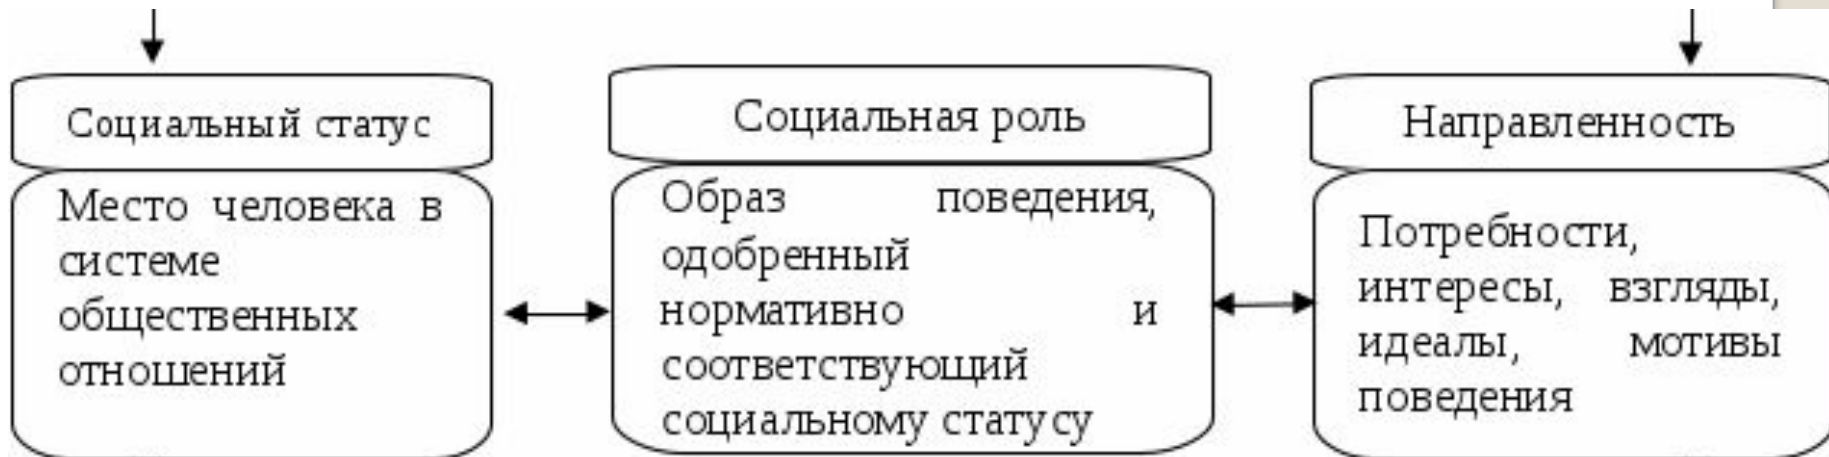 Социальный статус
Место человека в
системе
общественных
отношений
Социальная роль
Образ поведения,
одобренный
нормативно и
соответствующий
социальному статусу
Направленность
Потребности,
интересы, взгляды,
идеалы, мотивы
поведения